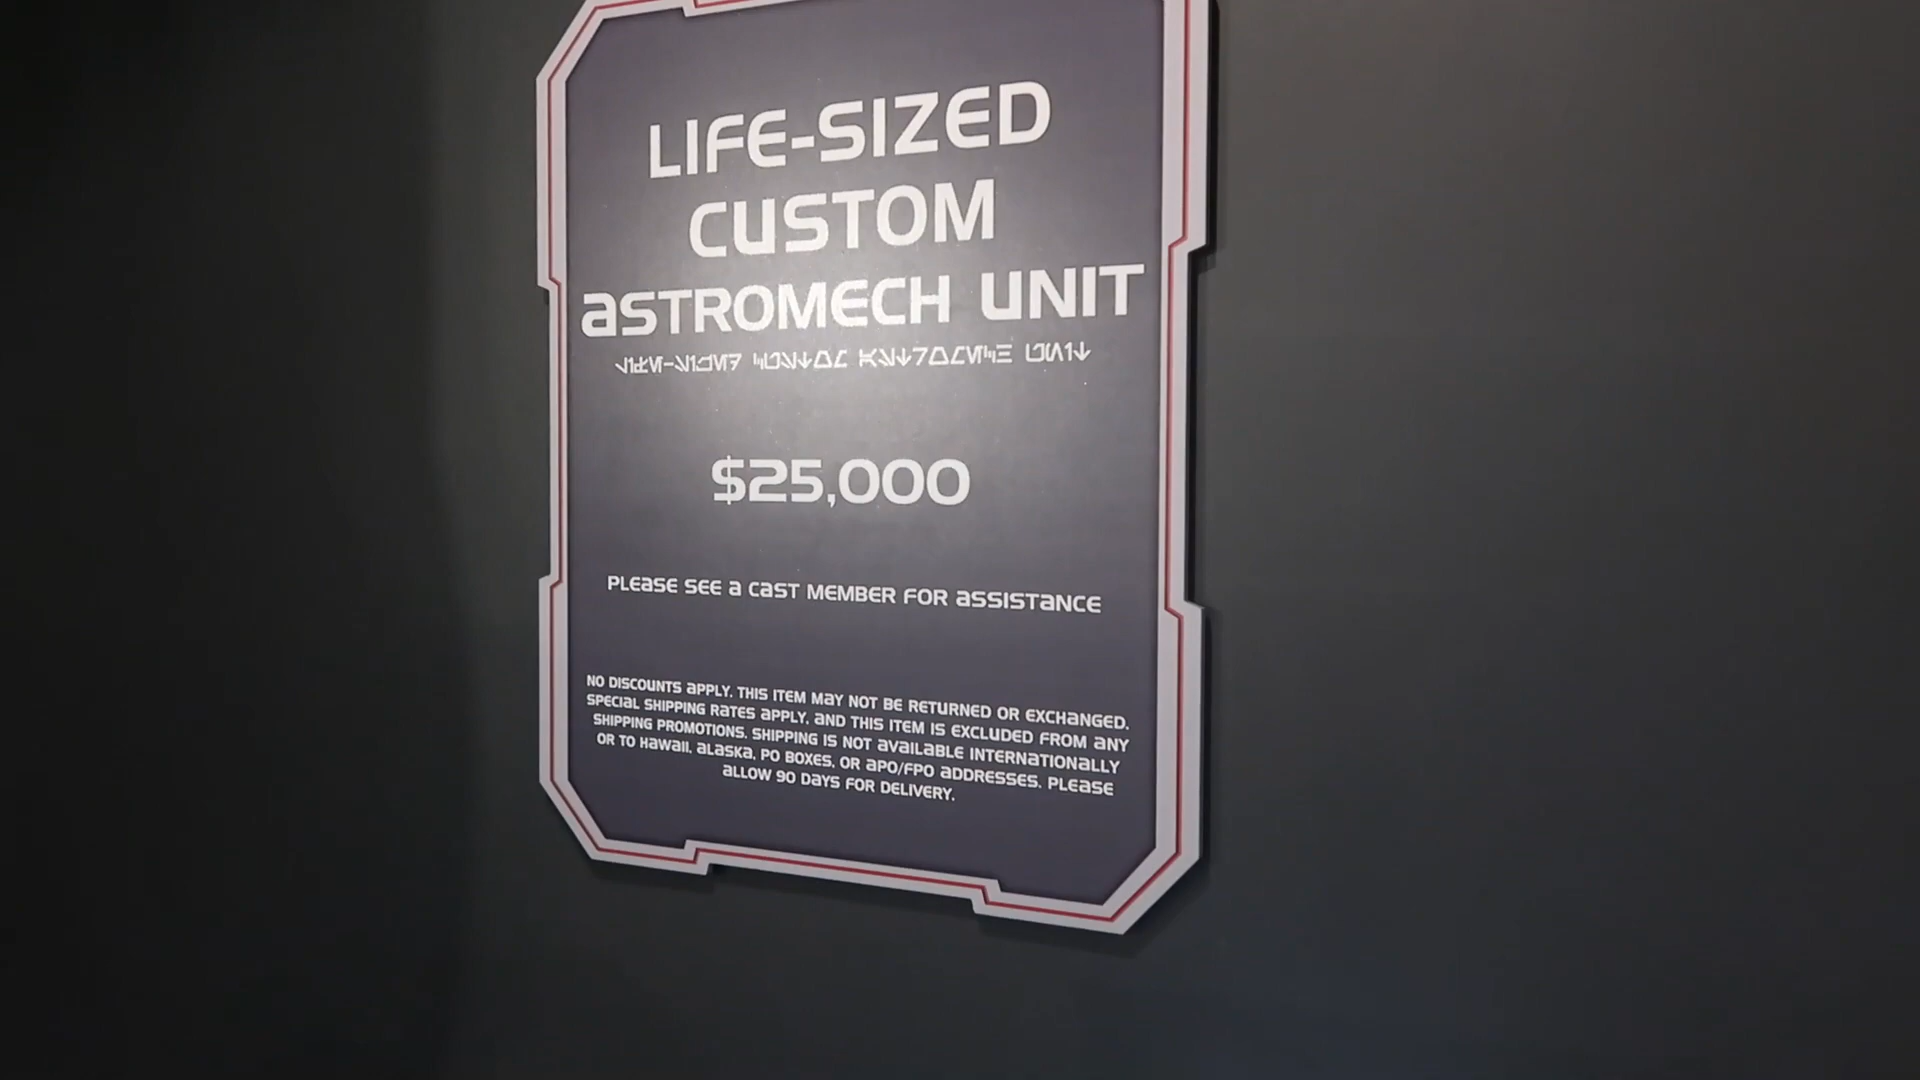 LIFE-SIZED
CUSTOM
aSTROMECH UNIT
$25,000
PLEaSE SEE a CaST MEMBER FOR aSSISTaNCE
NO DISCOUNTS aPPLY. THIS ITEM MaY NOT BE RETURNED OR EXCHaNGED.
SPECIaL SHIPPING RaTES aPPLY, AND THIS ITEM IS EXCLUDED FROM aNY
SHIPPING PROMOTIONS. SHIPPING IS NOT aVaILaBLE INTERNaTIONaLLY
OR TO HaWaII, aLaSKa, PO BOXES, OR aPO/FPO aDDRESSES. PLEaSE
aLLOW 90 DaYS FOR DELIVERY.